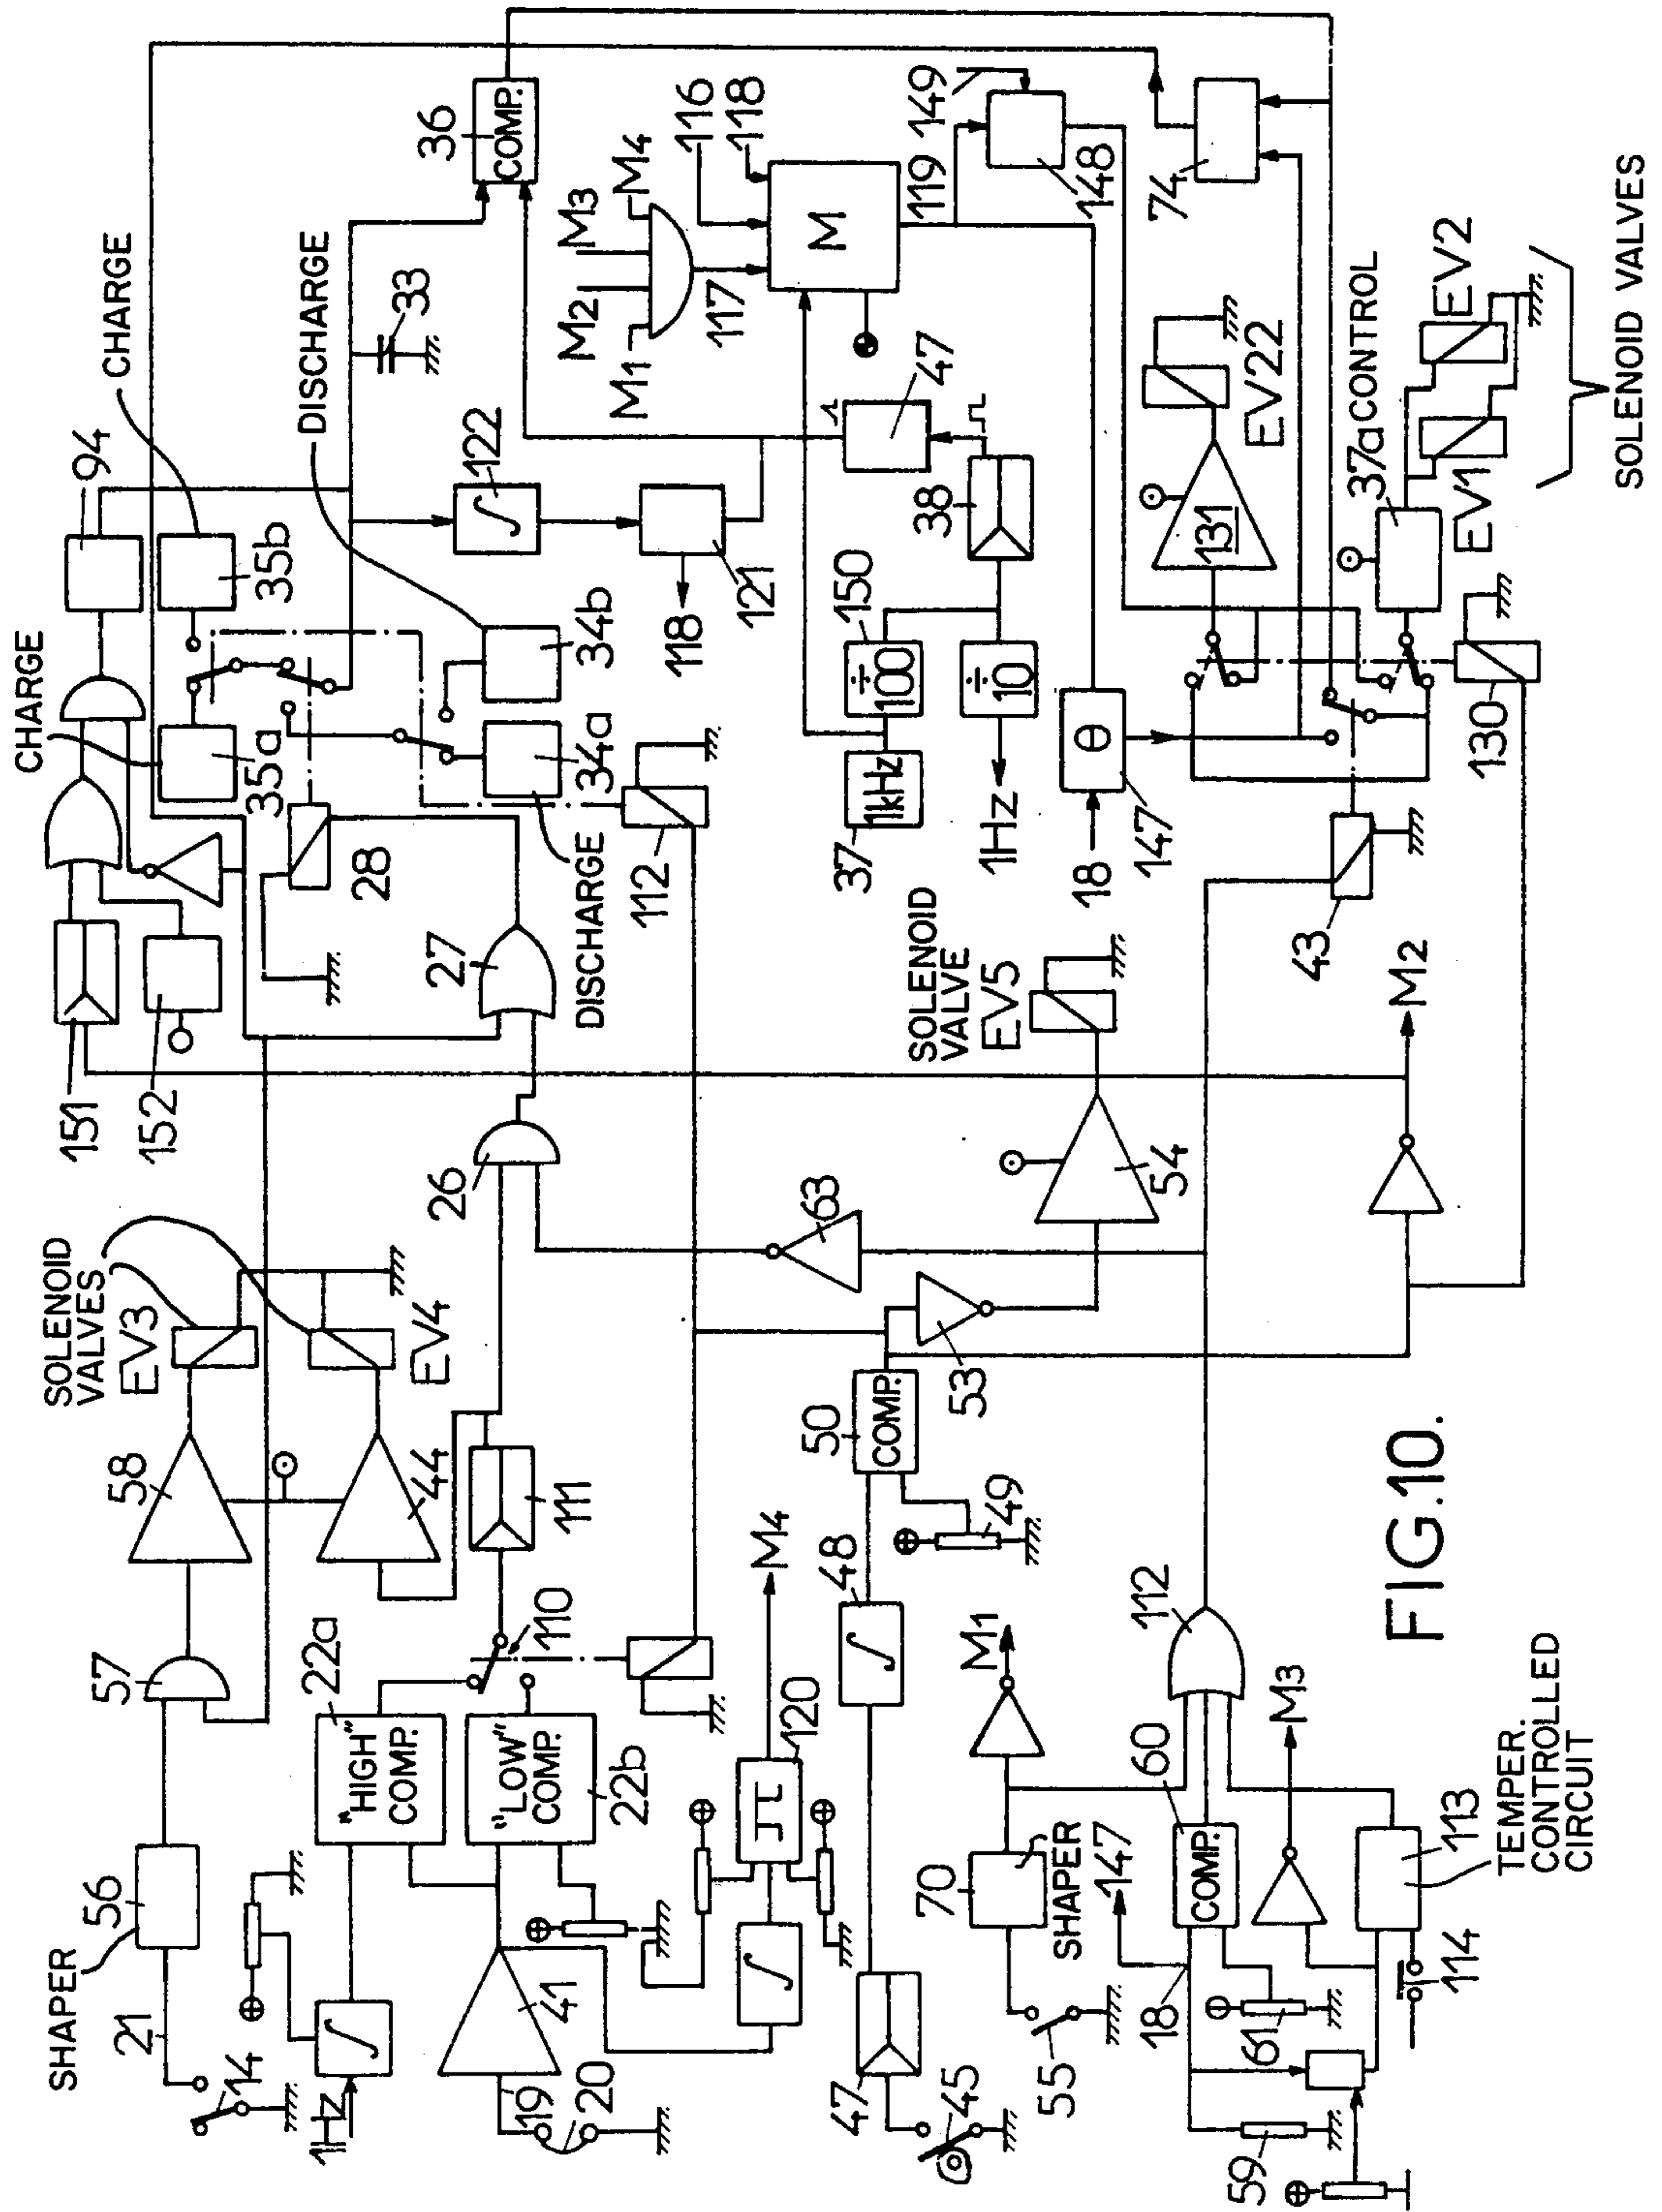 SHAPER
21
56
14
1Hz
57
58
SOLENOID
VALVES
EV3
EV4
22a
"HIGH"
COMP.
"LOW"
COMP.
22b
44
110
111
19
20
41
120
M4
26
27
28
151
152
CHARGE
94
CHARGE
35a
35b
DISCHARGE
33
34a
34b
DISCHARGE
112
36
COMP.
M1
M2
M3
M4
116
117
118
M
119
149
148
122
121
118
47
38
150
÷100
÷10
1kHz
37
1Hz
74
θ
18
147
131
EV22
37a
CONTROL
EV1
EV2
SOLENOID VALVES
130
43
M2
SOLENOID
VALVE
EV5
54
63
53
50
COMP.
49
48
47
45
M1
70
SHAPER
55
147
18
60
COMP.
61
59
112
M3
113
114
TEMPER.
CONTROLLED
CIRCUIT
FIG.10.